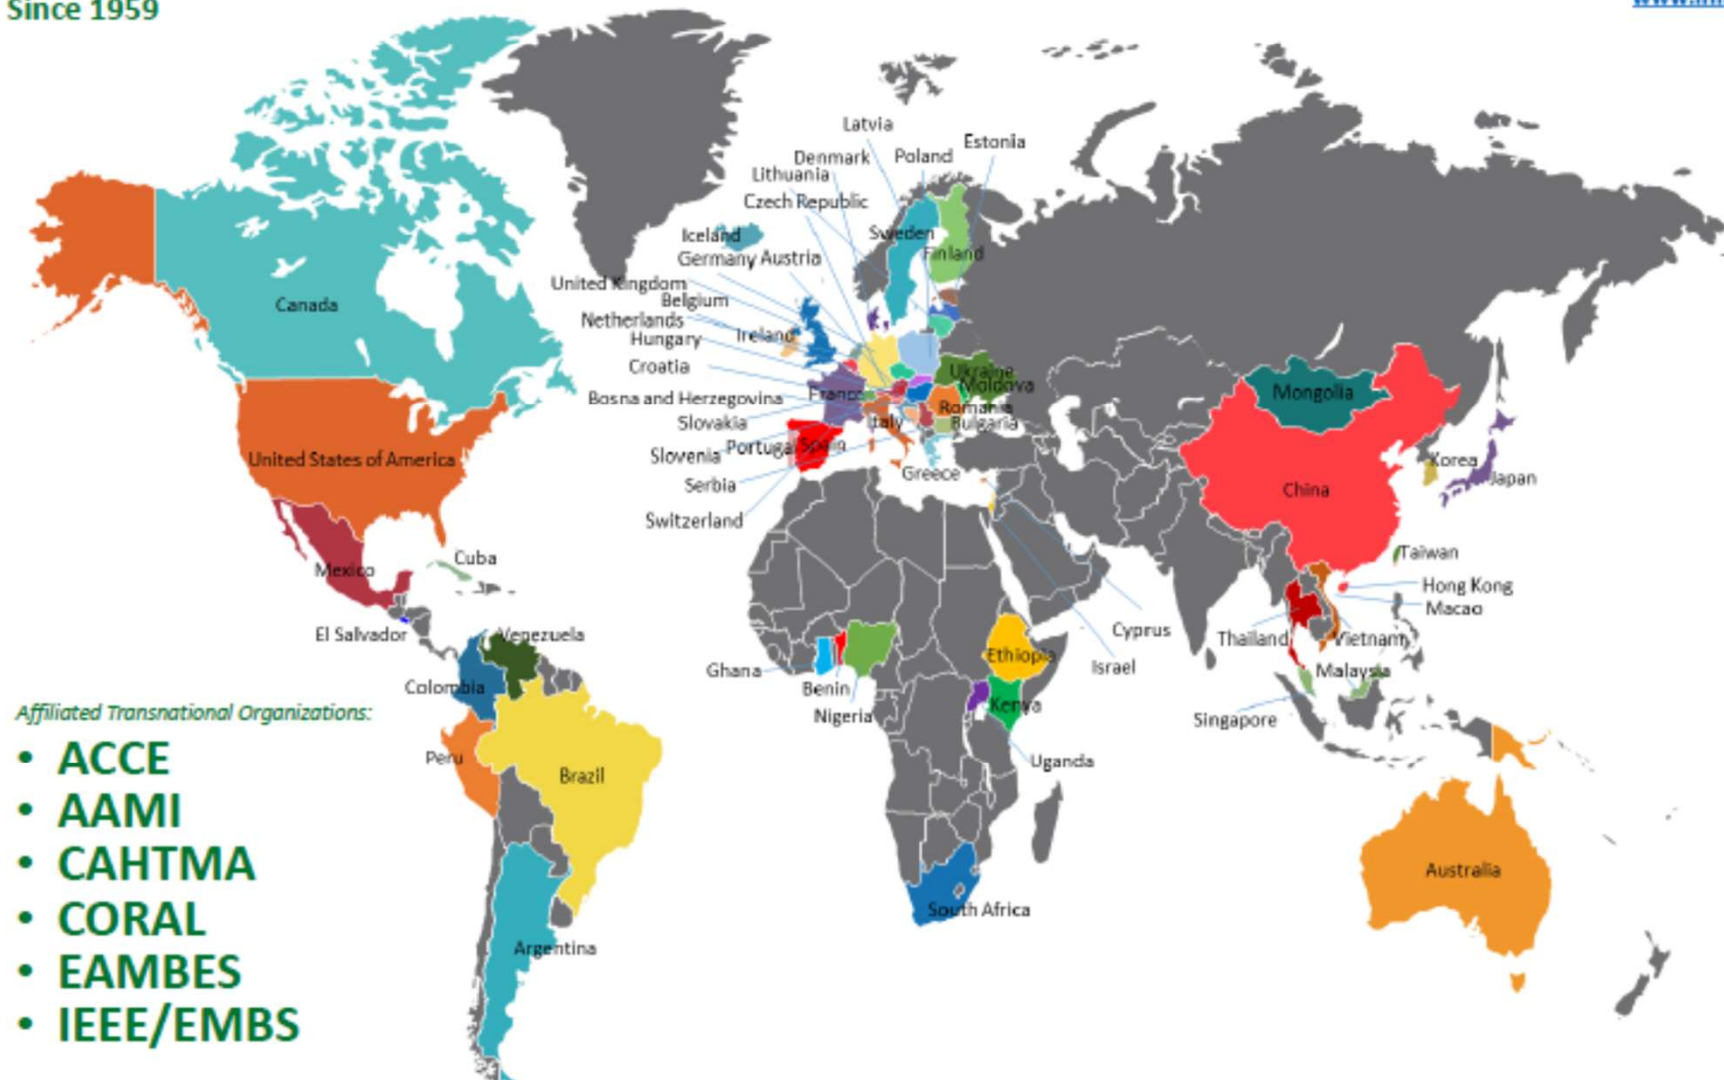 Since 1959
Latvia
Estonia
Denmark
Poland
Lithuania
Czech Republic
Iceland
Sweden
Finland
Germany
Austria
United Kingdom
Belgium
Canada
Netherlands
Ireland
Hungary
Croatia
Ukraine
Moldova
Mongolia
France
Bosna and Herzegovina
Romania
Slovakia
Italy
Bulgaria
Portugal
Spain
Slovenia
United States of America
Greece
Korea
Serbia
Japan
China
Switzerland
Cuba
Taiwan
Mexico
Hong Kong
Macao
El Salvador
Venezuela
Cyprus
Thailand
Vietnam
Ghana
Ethiopia
Israel
Malaysia
Colombia
Benin
Kenya
Nigeria
Singapore
Affiliated Transnational Organizations:
• ACCE
• AAMI
• CAHTMA
• CORAL
• EAMBES
• IEEE/EMBS
Peru
Brazil
Uganda
Australia
South Africa
Argentina